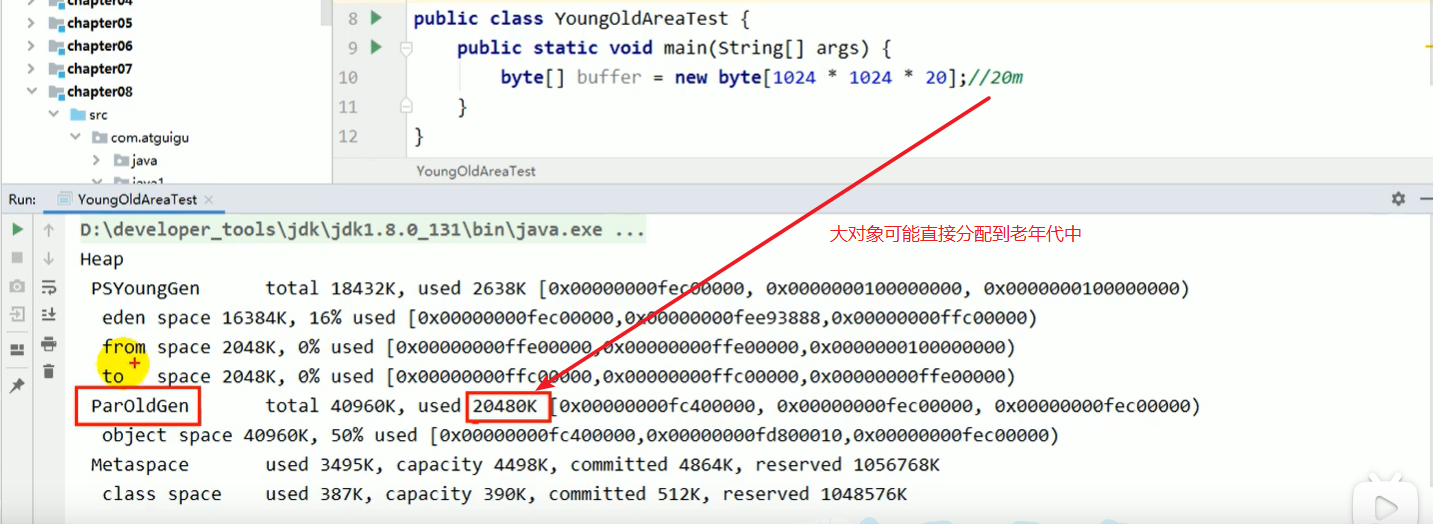 chapter04
chapter05
chapter06
chapter07
chapter08
src
com.atguigu
java
java1
8 public class YoungOldAreaTest {
9 public static void main(String[] args) {
10 byte[] buffer = new byte[1024 * 1024 * 20];//20m
11 }
12 }
YoungOldAreaTest
Run: YoungOldAreaTest ×
D:\developer_tools\jdk\jdk1.8.0_131\bin\java.exe ...
大对象可能直接分配到老年代中
Heap
PSYoungGen total 18432K, used 2638K [0x00000000fec00000, 0x0000000100000000, 0x0000000100000000)
eden space 16384K, 16% used [0x00000000fec00000,0x00000000fee93888,0x00000000ffc00000)
from space 2048K, 0% used [0x00000000ffe00000,0x00000000ffe00000,0x0000000100000000)
to space 2048K, 0% used [0x00000000ffc00000,0x00000000ffc00000,0x00000000ffe00000)
ParOldGen total 40960K, used 20480K [0x00000000fc400000, 0x00000000fec00000, 0x00000000fec00000)
object space 40960K, 50% used [0x00000000fc400000,0x00000000fd800010,0x00000000fec00000)
Metaspace used 3495K, capacity 4498K, committed 4864K, reserved 1056768K
class space used 387K, capacity 390K, committed 512K, reserved 1048576K